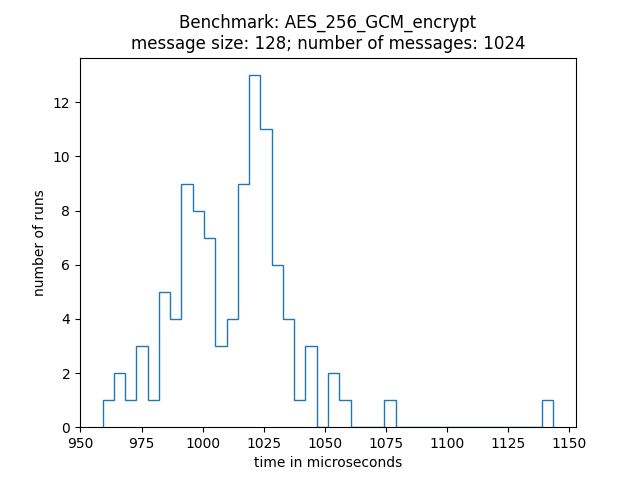 Benchmark: AES_256_GCM_encrypt
message size: 128; number of messages: 1024
12
10
8
6
4
2
0
number of runs
950 975 1000 1025 1050 1075 1100 1125 1150
time in microseconds